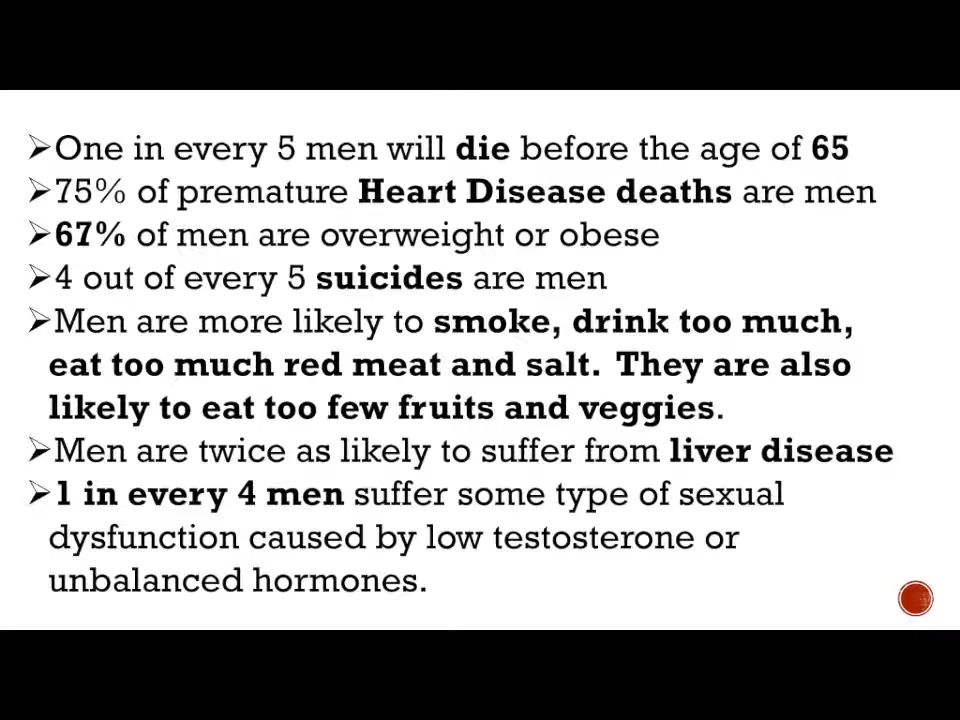 ➢One in every 5 men will die before the age of 65
➢75% of premature Heart Disease deaths are men
➢67% of men are overweight or obese
➢4 out of every 5 suicides are men
➢Men are more likely to smoke, drink too much,
eat too much red meat and salt. They are also
likely to eat too few fruits and veggies.
➢Men are twice as likely to suffer from liver disease
➢1 in every 4 men suffer some type of sexual
dysfunction caused by low testosterone or
unbalanced hormones.